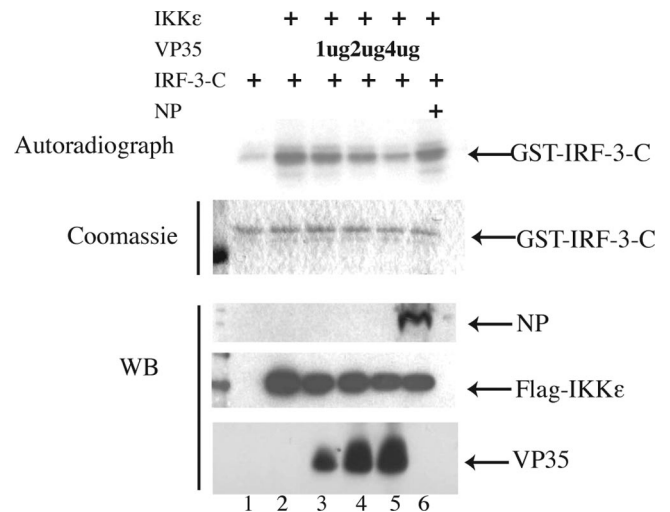 IKKε + + + + +
VP35 1ug2ug4ug
IRF-3-C + + + + + +
NP +
Autoradiograph GST-IRF-3-C
Coomassie GST-IRF-3-C
NP
WB Flag-IKKε
VP35
1 2 3 4 5 6